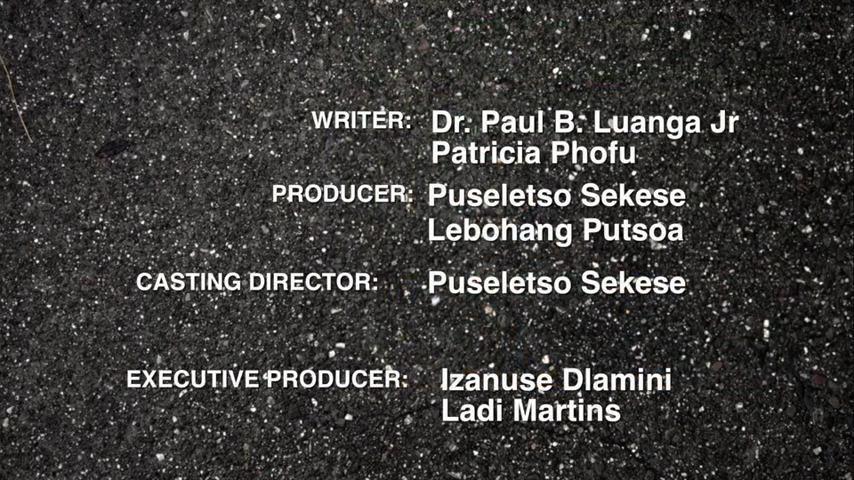 WRITER: Dr. Paul B. Luanga Jr
Patricia Phofu
PRODUCER: Puseletso Sekese
Lebohang Putsoa
CASTING DIRECTOR: Puseletso Sekese
EXECUTIVE PRODUCER: Izanuse Dlamini
Ladi Martins